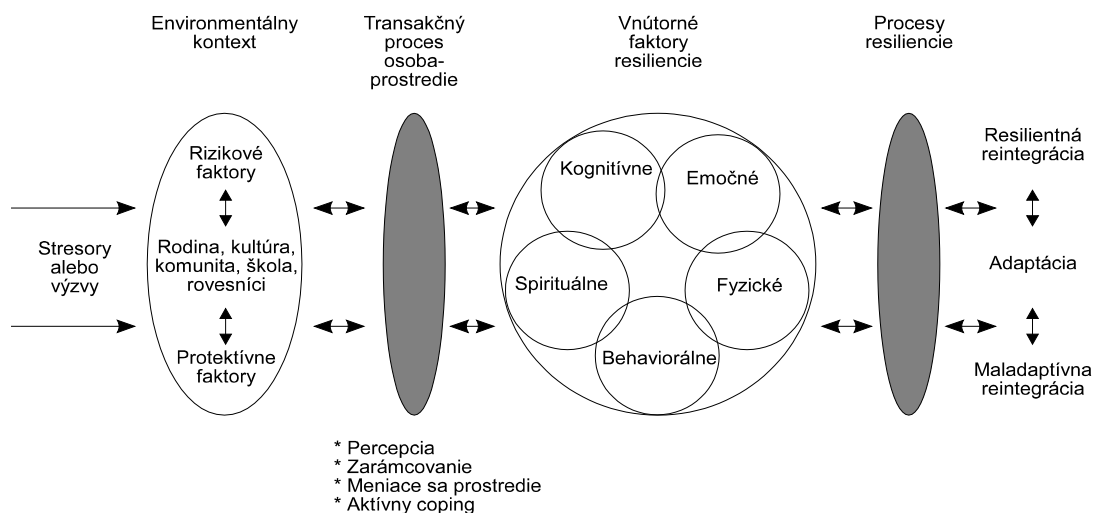 Environmentálny
kontext
Transakčný
proces
osoba-
prostredie
Vnútorné
faktory
resiliencie
Procesy
resiliencie
Stresory
alebo
výzvy
Rizikové
faktory
Rodina, kultúra,
komunita, škola,
rovesníci
Protektívne
faktory
Kognitívne
Emočné
Spirituálne
Fyzické
Behaviorálne
Resilientná
reintegrácia
Adaptácia
Maladaptívna
reintegrácia
* Percepcia
* Zarámcovanie
* Meniace sa prostredie
* Aktívny coping